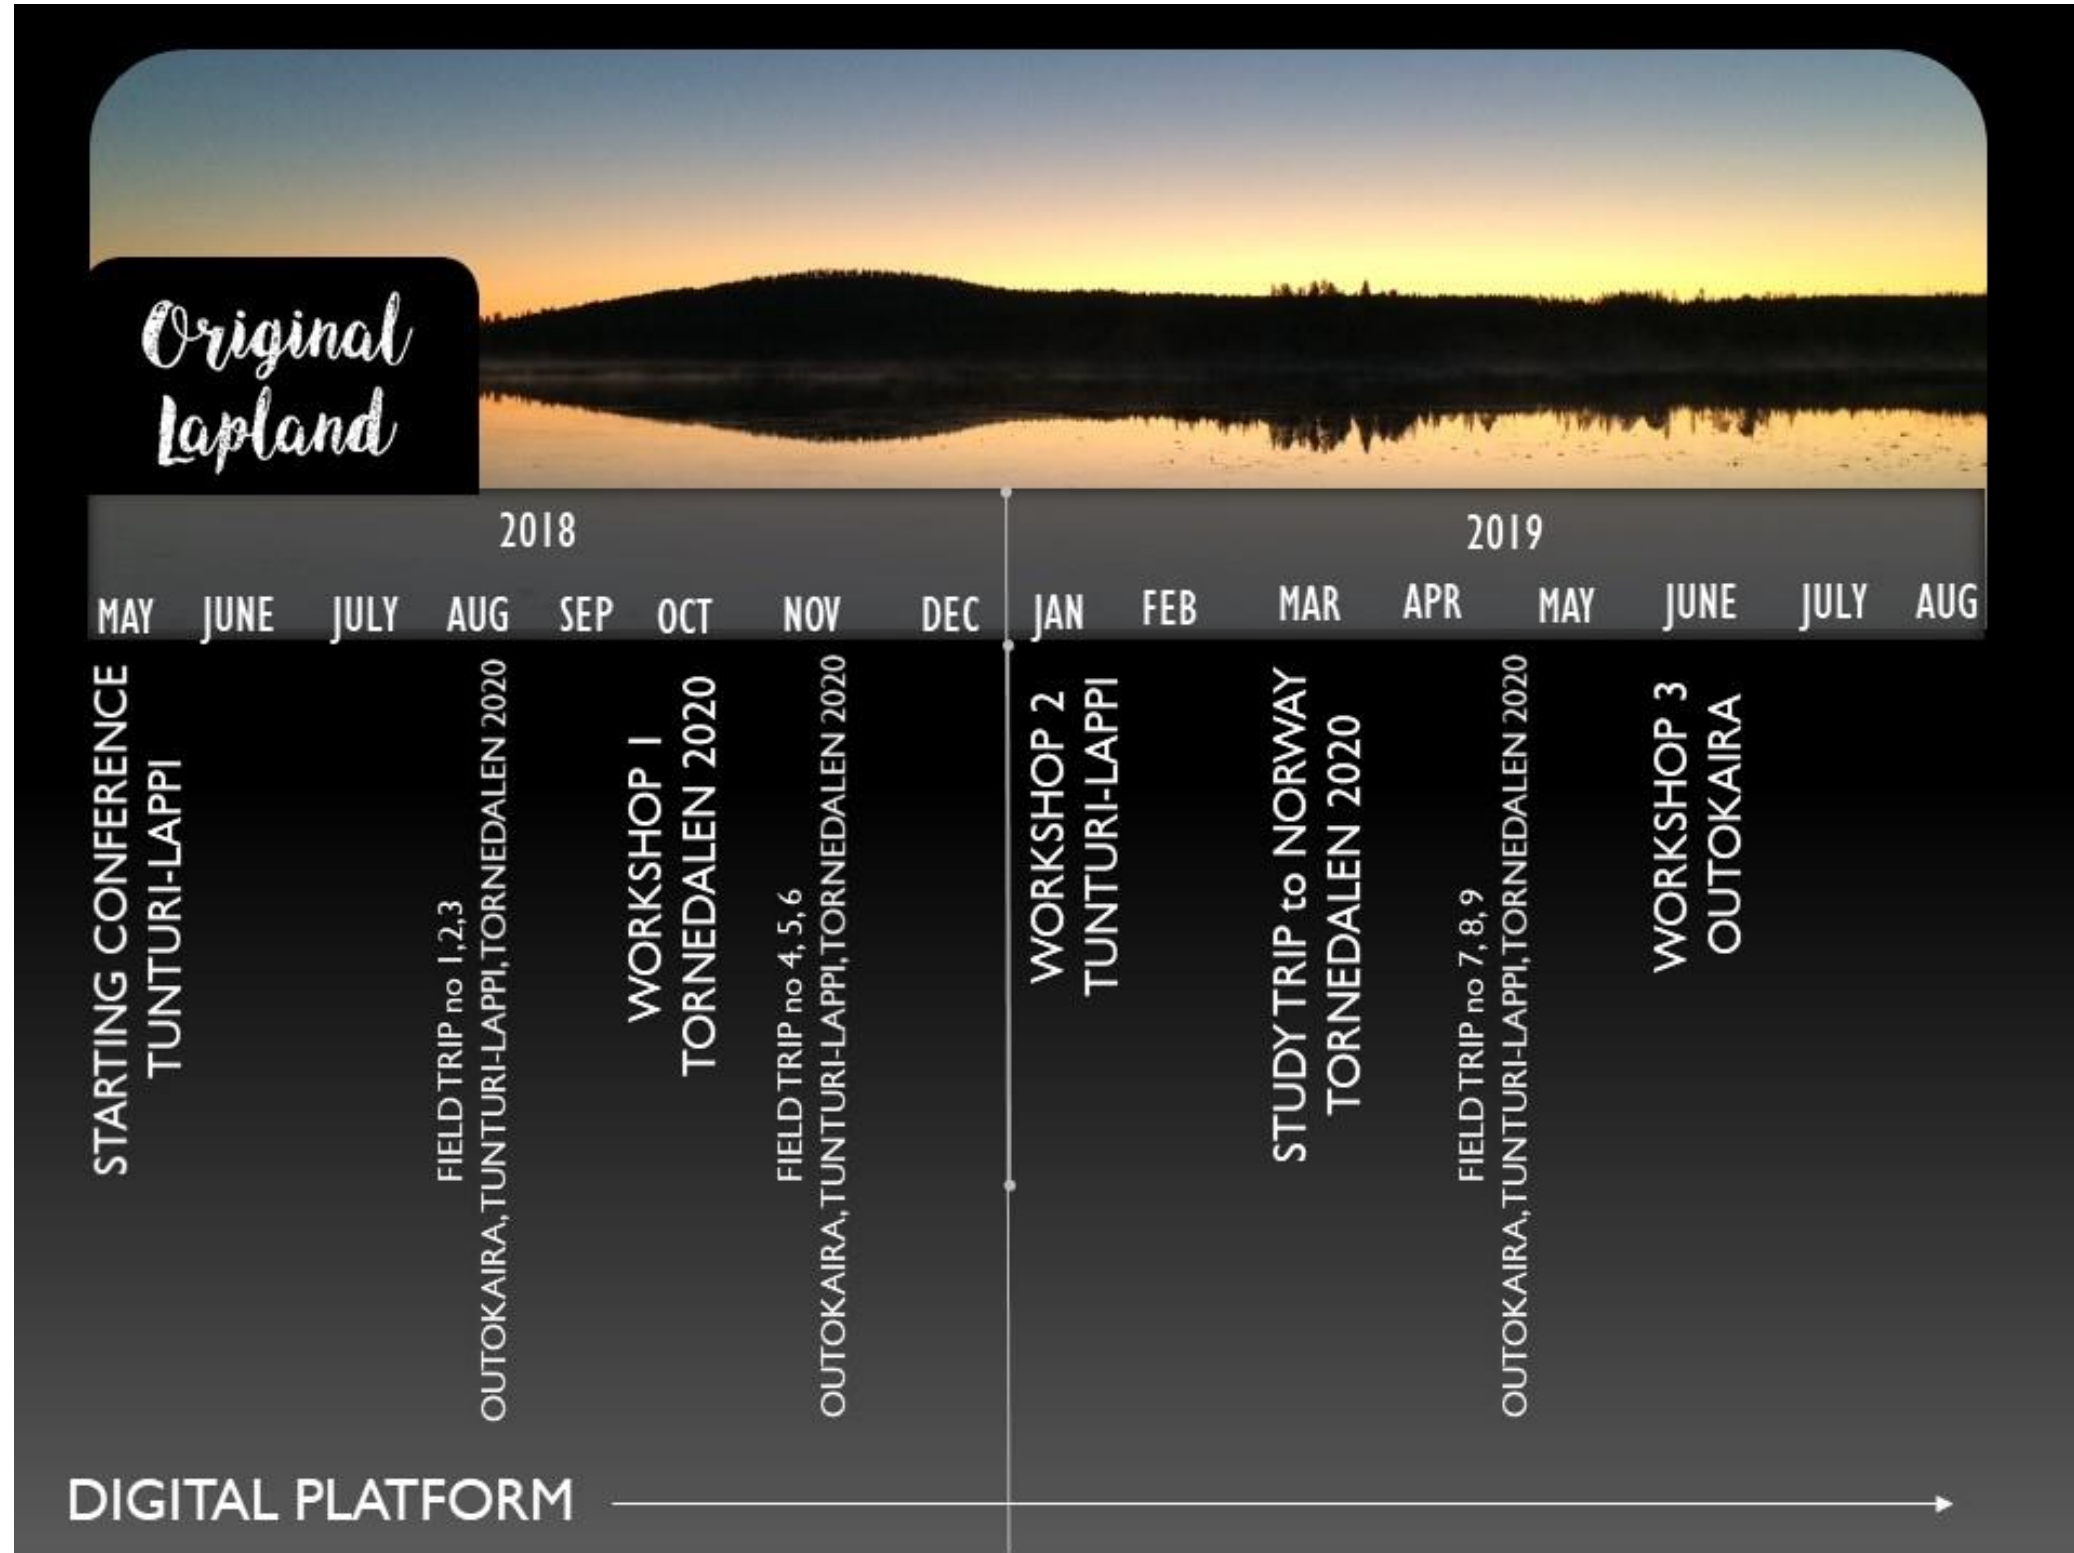 Original
Lapland
2018
2019
MAY JUNE JULY AUG SEP OCT NOV DEC JAN FEB MAR APR MAY JUNE JULY AUG
STARTING CONFERENCE
TUNTURI-LAPPI
FIELD TRIP no 1,2,3
OUTOKAIRA, TUNTURI-LAPPI, TORNEDALEN 2020
WORKSHOP 1
TORNEDALEN 2020
FIELD TRIP no 4, 5, 6
OUTOKAIRA, TUNTURI-LAPPI, TORNEDALEN 2020
WORKSHOP 2
TUNTURI-LAPPI
STUDY TRIP to NORWAY
TORNEDALEN 2020
FIELD TRIP no 7, 8, 9
OUTOKAIRA, TUNTURI-LAPPI, TORNEDALEN 2020
WORKSHOP 3
OUTOKAIRA
DIGITAL PLATFORM